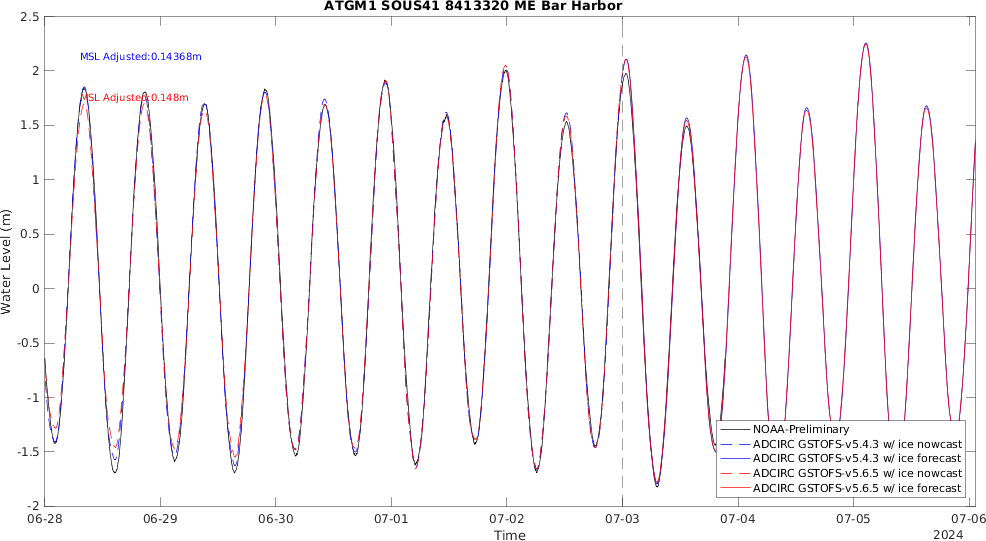 ATGM1 SOUS41 8413320 ME Bar Harbor
2.5
MSL Adjusted:0.14368m
2
MSL Adjusted:0.148m
1.5
1
0.5
Water Level (m)
0
-0.5
-1
-1.5
-2
NOAA-Preliminary
ADCIRC GSTOFS-v5.4.3 w/ ice nowcast
ADCIRC GSTOFS-v5.4.3 w/ ice forecast
ADCIRC GSTOFS-v5.6.5 w/ ice nowcast
ADCIRC GSTOFS-v5.6.5 w/ ice forecast
06-28 06-29 06-30 07-01 07-02 07-03 07-04 07-05 07-06
Time
2024